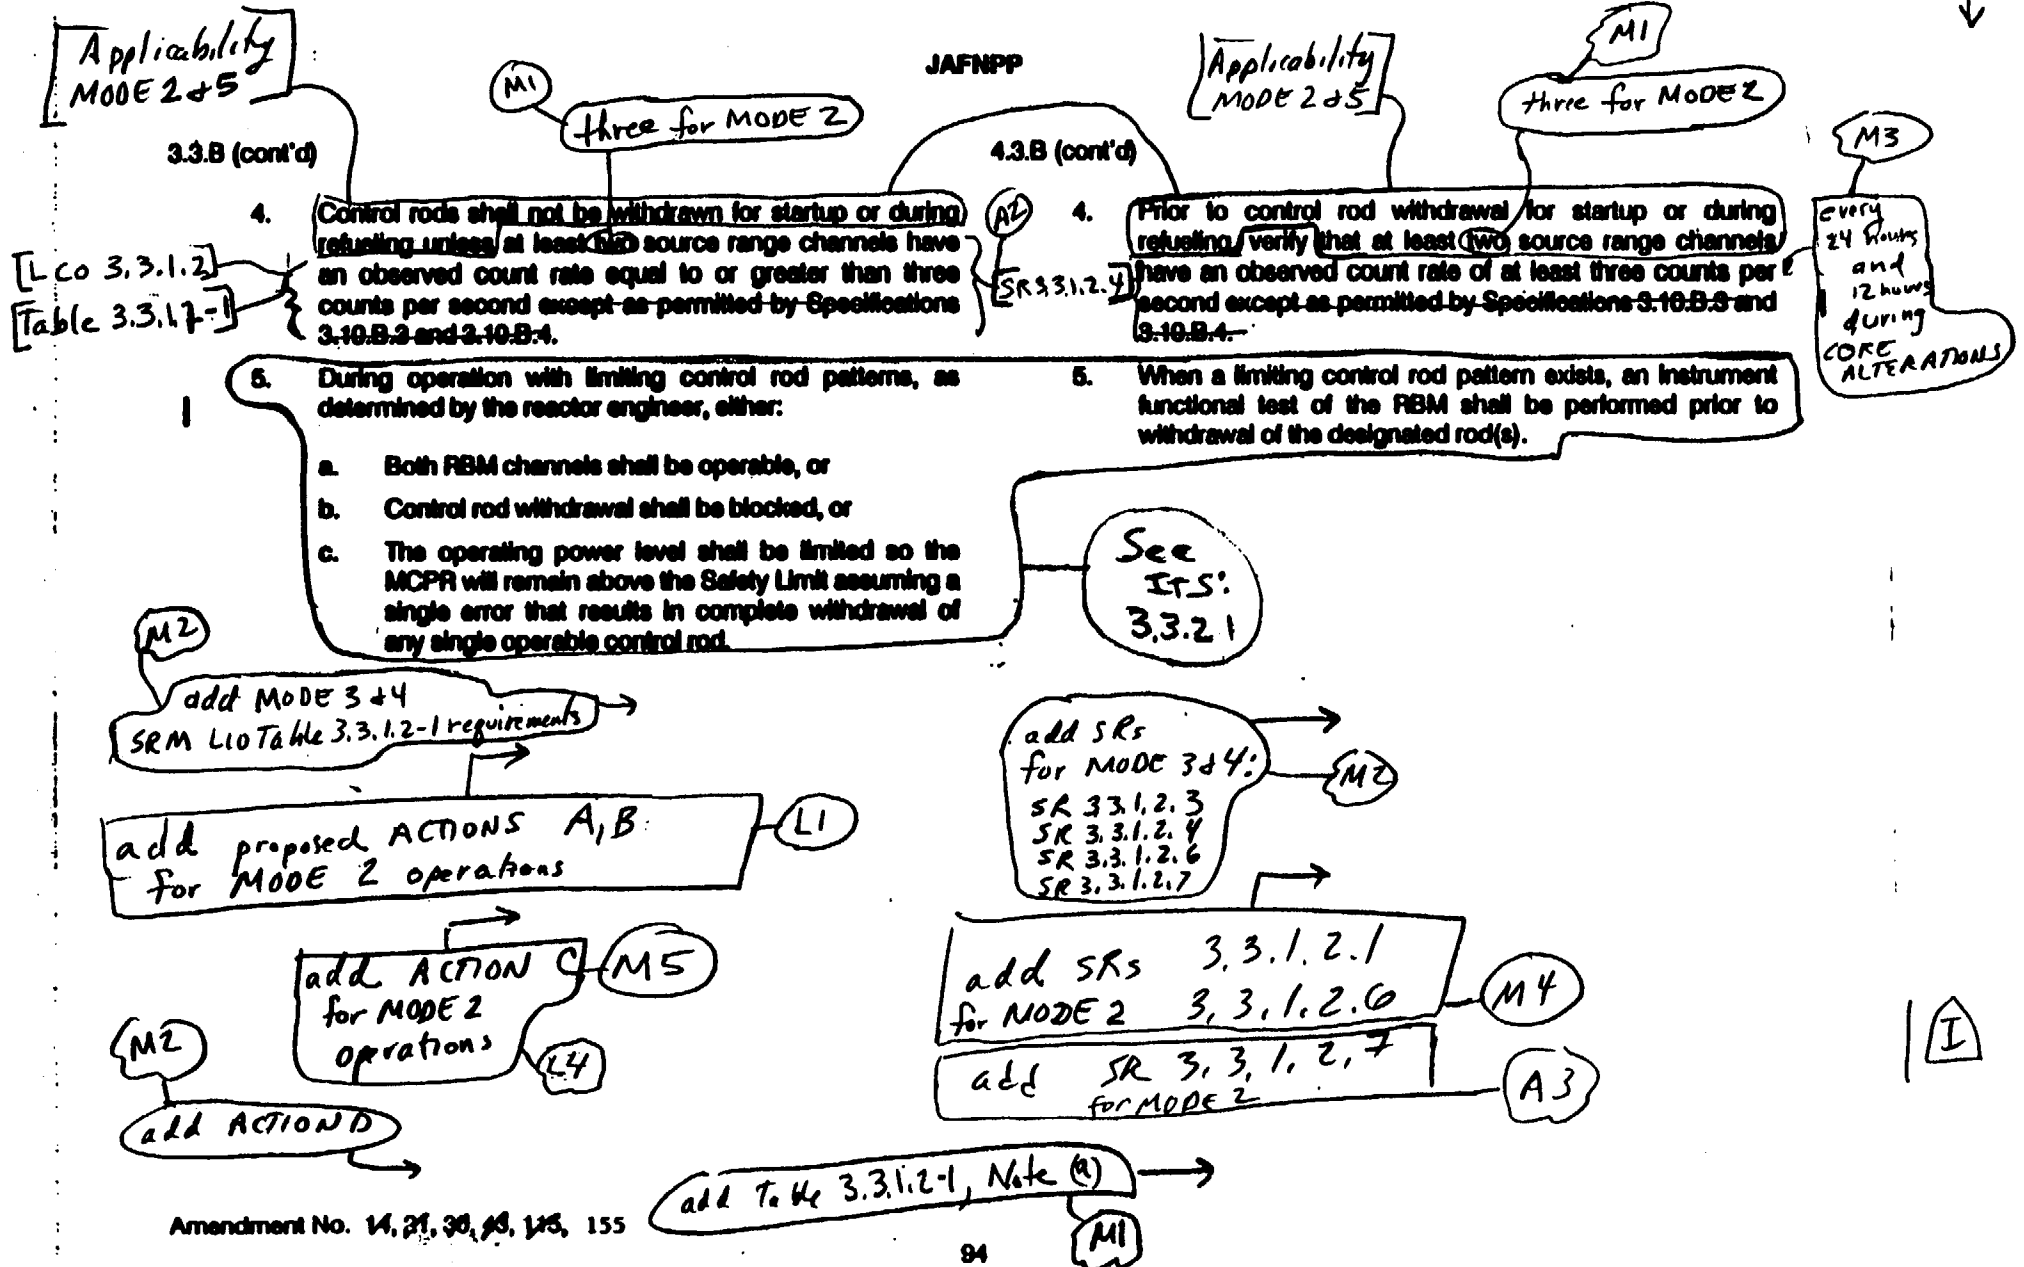 Applicability
MODE 2 & 5
M1
three for MODE 2
JAFNPP
Applicability
MODE 2 & 5
M1
three for MODE 2
M3
every
24 hours
and
12 hours
during
CORE
ALTERATIONS
3.3.B (cont'd)
4. Control rods shall not be withdrawn for startup or during
refueling unless at least two source range channels have
an observed count rate equal to or greater than three
counts per second except as permitted by Specifications
3.10.B.3 and 3.10.B.4.
[LCO 3.3.1.2]
[Table 3.3.1.2-1]
A2
[SR 3.3.1.2.4]
4.3.B (cont'd)
4. Prior to control rod withdrawal for startup or during
refueling, verify that at least two source range channels
have an observed count rate of at least three counts per
second except as permitted by Specifications 3.10.B.3 and
3.10.B.4.
5. During operation with limiting control rod patterns, as
determined by the reactor engineer, either:
a. Both RBM channels shall be operable, or
b. Control rod withdrawal shall be blocked, or
c. The operating power level shall be limited so the
MCPR will remain above the Safety Limit assuming a
single error that results in complete withdrawal of
any single operable control rod.
5. When a limiting control rod pattern exists, an instrument
functional test of the RBM shall be performed prior to
withdrawal of the designated rod(s).
See
ITS:
3.3.2.1
M2
add MODE 3 & 4
SRM LCO Table 3.3.1.2-1 requirements
add proposed ACTIONS A, B
for MODE 2 operations
L1
add ACTION C
for MODE 2
operations
M5
L4
M2
add ACTION D
add SRs
for MODE 3 & 4:
SR 3.3.1.2.3
SR 3.3.1.2.4
SR 3.3.1.2.6
SR 3.3.1.2.7
M2
add SRs 3.3.1.2.1
for MODE 2 3.3.1.2.6
M4
add SR 3.3.1.2.7
for MODE 2
A3
I
add Table 3.3.1.2-1, Note (a)
M1
Amendment No. 14, 21, 30, 43, 115, 155
94